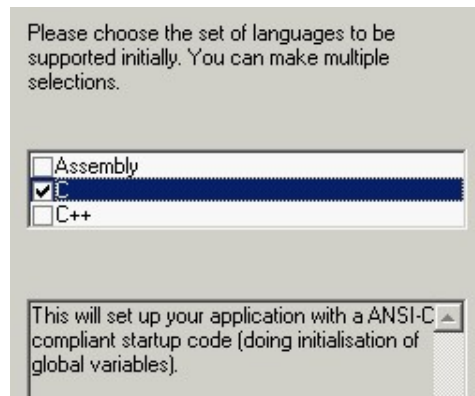 Please choose the set of languages to be
supported initially. You can make multiple
selections.
Assembly
C
C++
This will set up your application with a ANSI-C
compliant startup code (doing initialisation of
global variables).